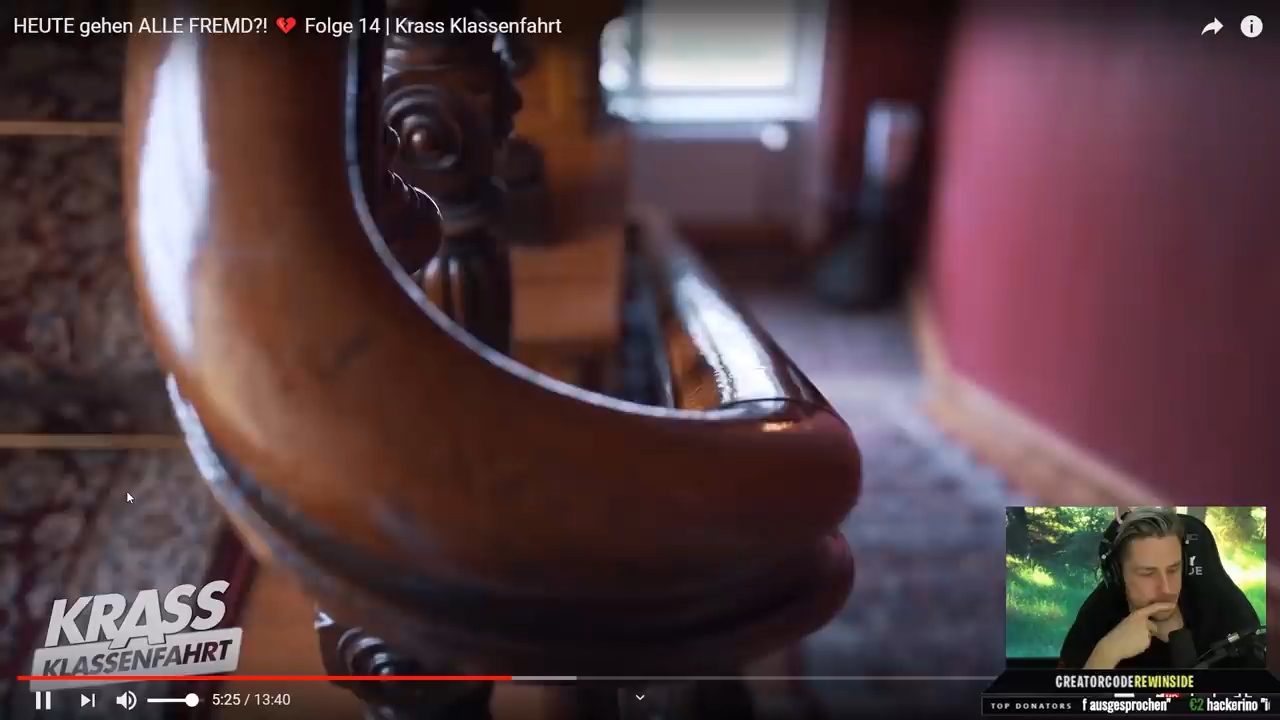 HEUTE gehen ALLE FREMD?! 💔 Folge 14 | Krass Klassenfahrt
KRASS
KLASSENFAHRT
5:25 / 13:40
CREATORCODEREWINSIDE
TOP DONATORS f ausgesprochen" €2 hackerino